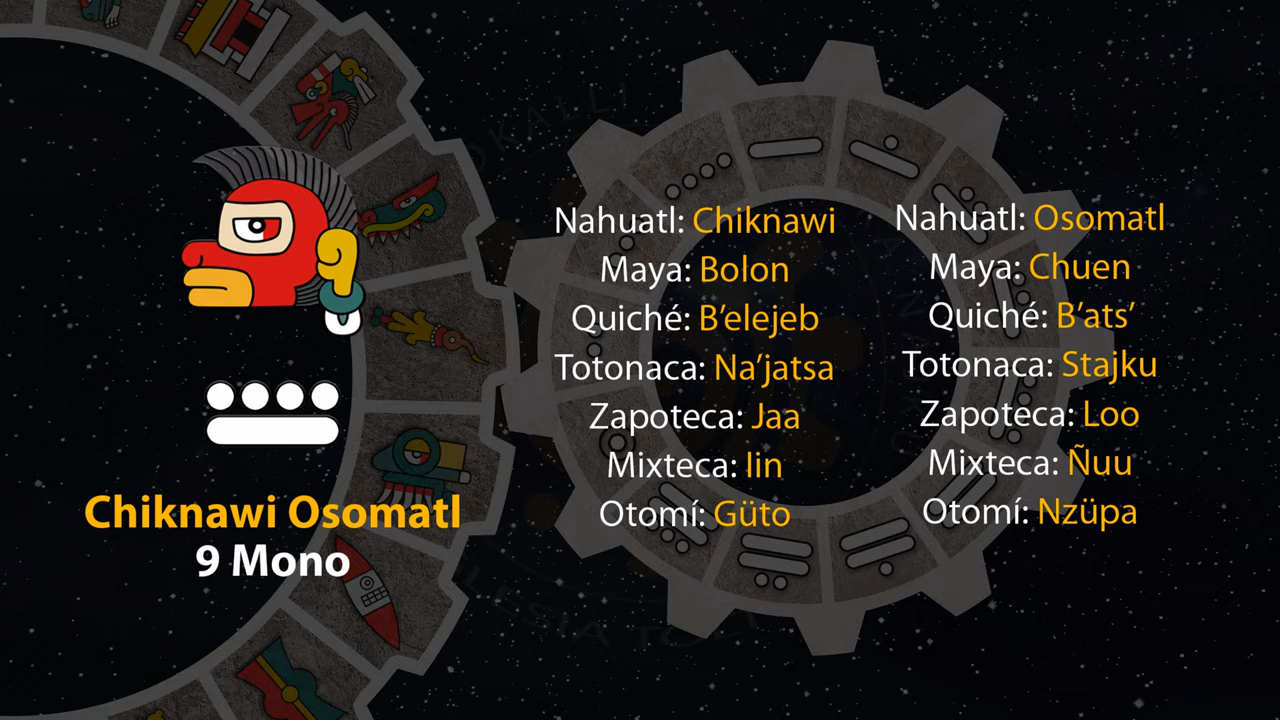 Chiknawi Osomatl
9 Mono
Nahuatl: Chiknawi
Maya: Bolon
Quiché: B’elejeb
Totonaca: Na’jatsa
Zapoteca: Jaa
Mixteca: Iin
Otomí: Güto
Nahuatl: Osomatl
Maya: Chuen
Quiché: B’ats’
Totonaca: Stajku
Zapoteca: Loo
Mixteca: Ñuu
Otomí: Nzüpa